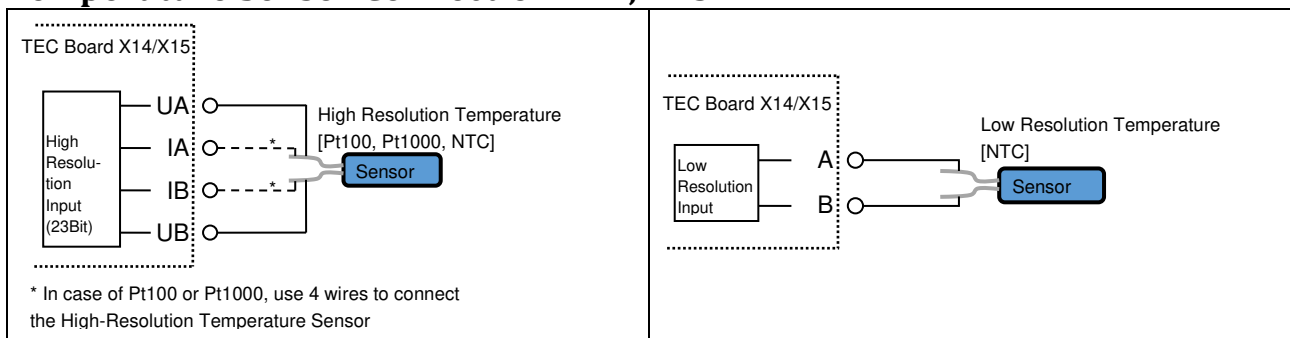 TEC Board X14/X15
UA
IA
IB
UB
High
Resolu-
tion
Input
(23Bit)
*
*
High Resolution Temperature
[Pt100, Pt1000, NTC]
Sensor
* In case of Pt100 or Pt1000, use 4 wires to connect
the High-Resolution Temperature Sensor
TEC Board X14/X15
Low
Resolution
Input
A
B
Low Resolution Temperature
[NTC]
Sensor